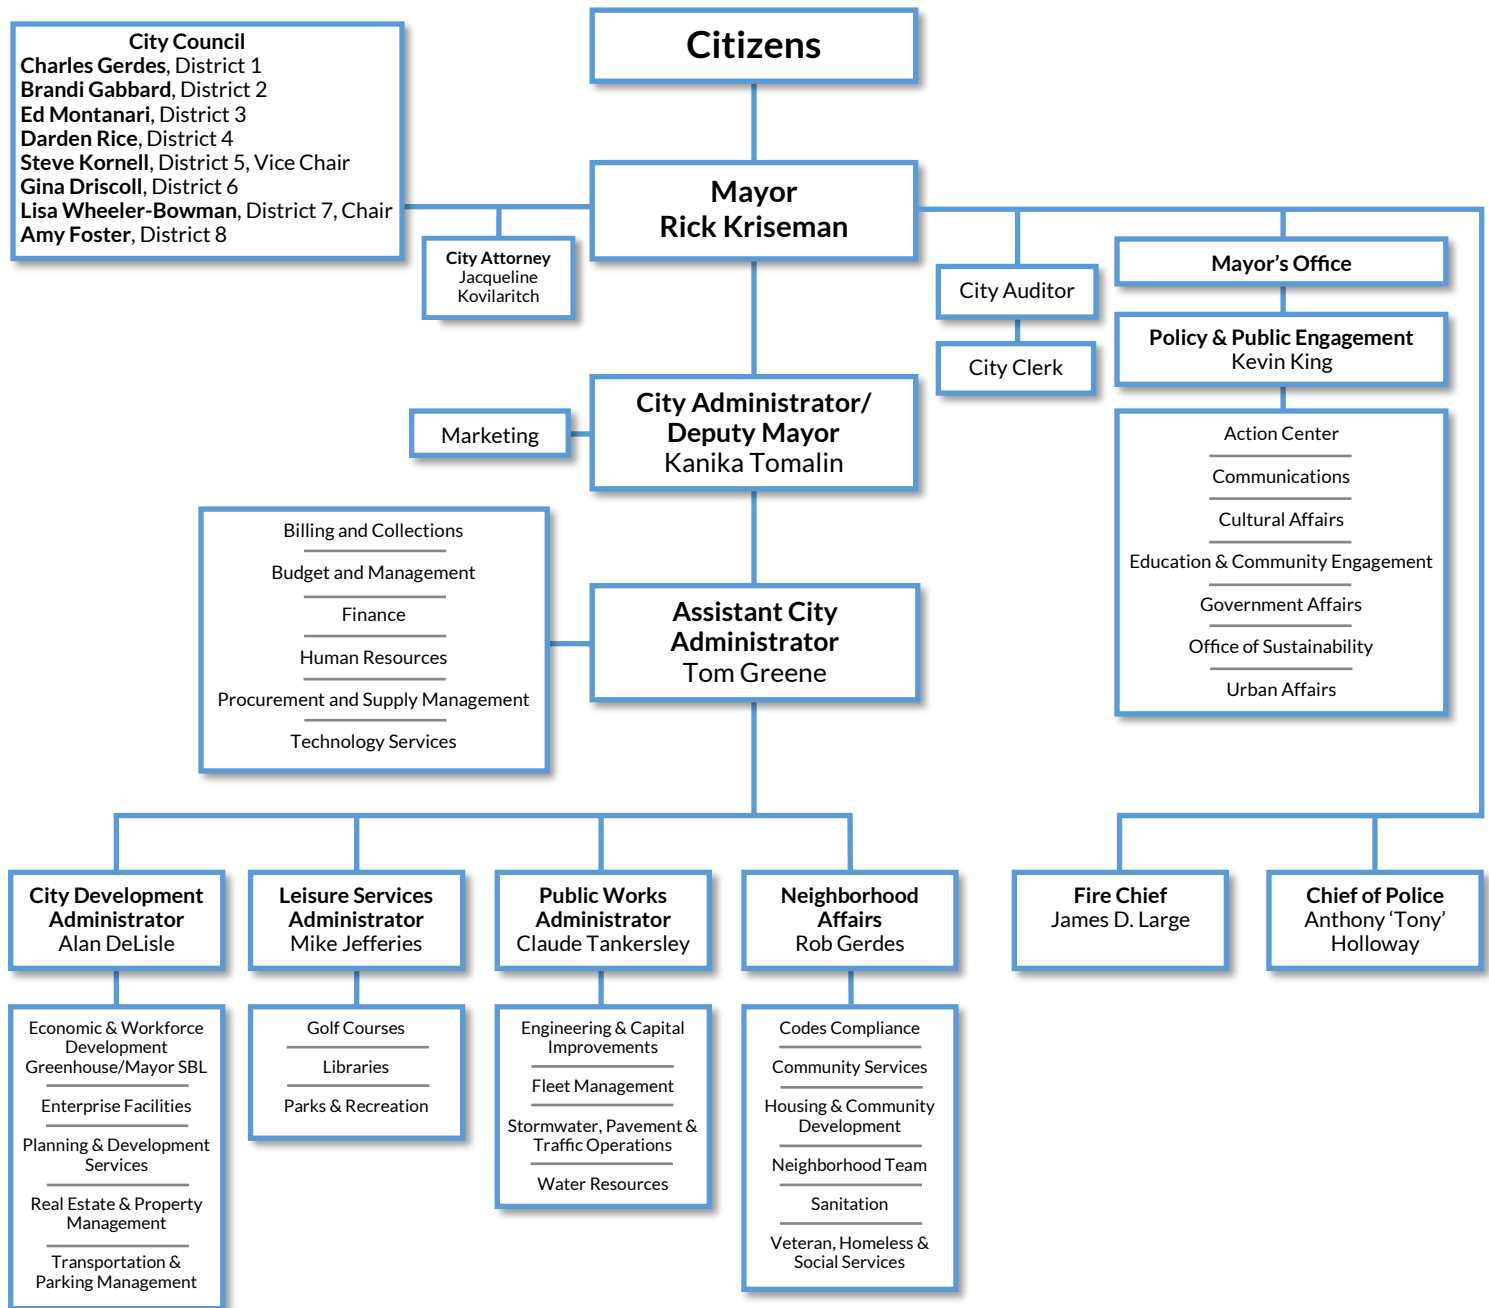 City Council
Charles Gerdes, District 1
Brandi Gabbard, District 2
Ed Montanari, District 3
Darden Rice, District 4
Steve Kornell, District 5, Vice Chair
Gina Driscoll, District 6
Lisa Wheeler-Bowman, District 7, Chair
Amy Foster, District 8
Citizens
Mayor
Rick Kriseman
City Attorney
Jacqueline
Kovilaritch
City Auditor
City Clerk
Mayor’s Office
Policy & Public Engagement
Kevin King
Action Center
Communications
Cultural Affairs
Education & Community Engagement
Government Affairs
Office of Sustainability
Urban Affairs
Marketing
City Administrator/
Deputy Mayor
Kanika Tomalin
Billing and Collections
Budget and Management
Finance
Human Resources
Procurement and Supply Management
Technology Services
Assistant City
Administrator
Tom Greene
City Development
Administrator
Alan DeLisle
Economic & Workforce
Development
Greenhouse/Mayor SBL
Enterprise Facilities
Planning & Development
Services
Real Estate & Property
Management
Transportation &
Parking Management
Leisure Services
Administrator
Mike Jefferies
Golf Courses
Libraries
Parks & Recreation
Public Works
Administrator
Claude Tankersley
Engineering & Capital
Improvements
Fleet Management
Stormwater, Pavement &
Traffic Operations
Water Resources
Neighborhood
Affairs
Rob Gerdes
Codes Compliance
Community Services
Housing & Community
Development
Neighborhood Team
Sanitation
Veteran, Homeless &
Social Services
Fire Chief
James D. Large
Chief of Police
Anthony ‘Tony’
Holloway